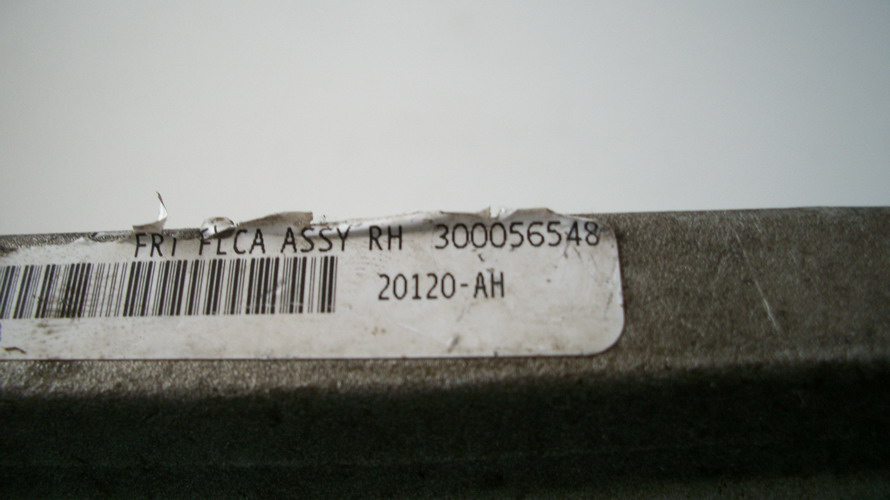 FRT FLCA ASSY RH 300056548
20120-AH